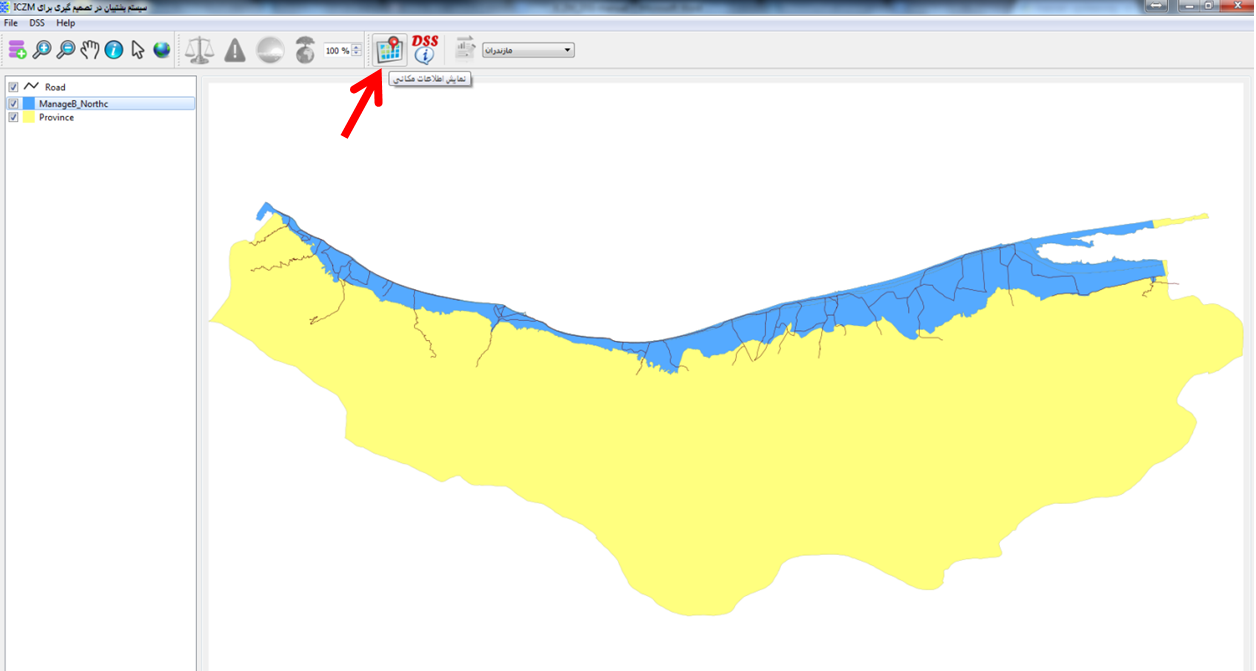 سیستم پشتیبان در تصمیم گیری برای ICZM
File DSS Help
100 %
DSS
مازندران
نمایش اطلاعات مکانی
Road
ManageB_Northc
Province